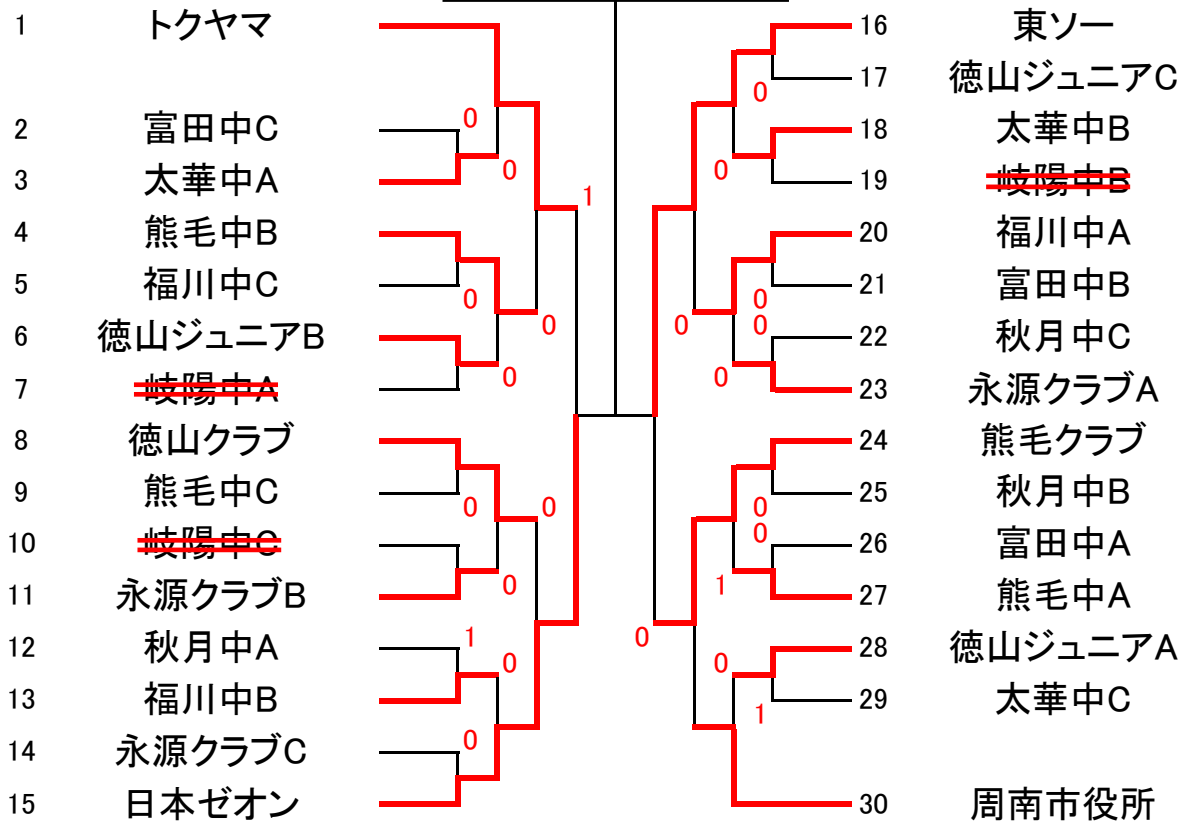 1 トクヤマ
0
2 富田中C
0
3 太華中A
1
4 熊毛中B
5 福川中C
0
0
6 徳山ジュニアB
0
7 岐陽中A
8 徳山クラブ
9 熊毛中C
0 0
10 岐陽中C
0
11 永源クラブB
1
12 秋月中A
0
13 福川中B
0
14 永源クラブC
15 日本ゼオン
16 東ソー
17 徳山ジュニアC
0
18 太華中B
0
19 岐陽中B
20 福川中A
21 富田中B
0
0 0
22 秋月中C
0
23 永源クラブA
24 熊毛クラブ
25 秋月中B
0
0
26 富田中A
1
27 熊毛中A
0
28 徳山ジュニアA
0
29 太華中C
1
30 周南市役所